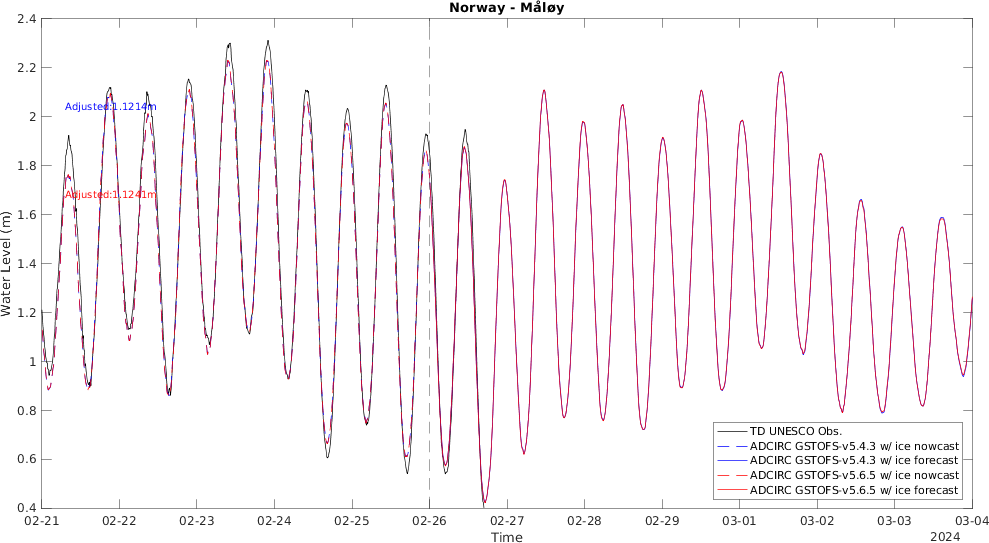 Norway - Måløy
2.4
2.2
2
1.8
1.6
1.4
1.2
1
0.8
0.6
0.4
Water Level (m)
Adjusted:1.1214m
Adjusted:1.1241m
TD UNESCO Obs.
ADCIRC GSTOFS-v5.4.3 w/ ice nowcast
ADCIRC GSTOFS-v5.4.3 w/ ice forecast
ADCIRC GSTOFS-v5.6.5 w/ ice nowcast
ADCIRC GSTOFS-v5.6.5 w/ ice forecast
02-21 02-22 02-23 02-24 02-25 02-26 02-27 02-28 02-29 03-01 03-02 03-03 03-04
Time
2024